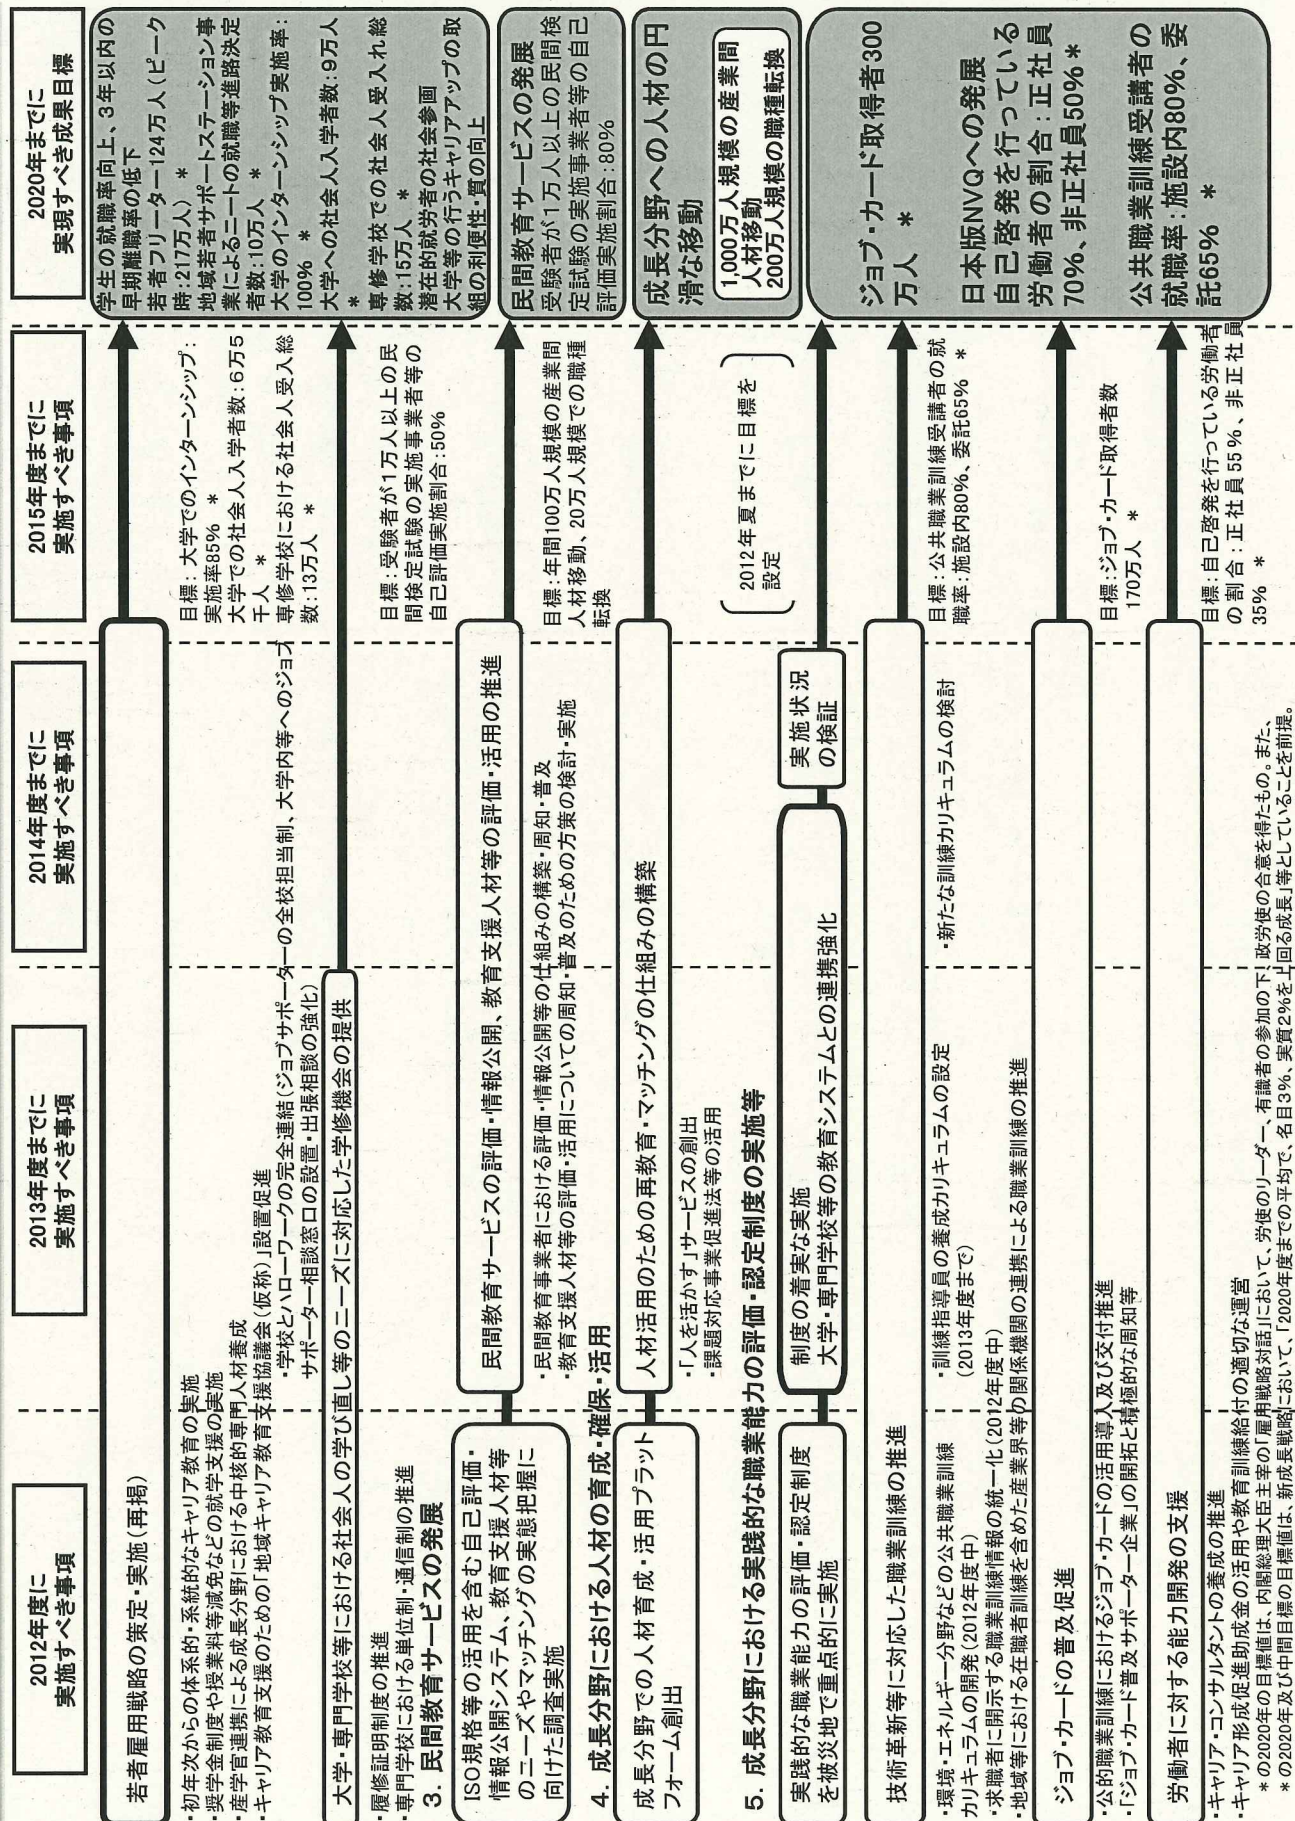 2012年度に
実施すべき事項
2013年度までに
実施すべき事項
2014年度までに
実施すべき事項
2015年度までに
実施すべき事項
2020年までに
実現すべき成果目標
若者雇用戦略の策定・実施(再掲)
・初年次からの体系的・系統的なキャリア教育の実施
・奨学金制度や授業料等減免などの就学支援の実施
・産学官連携による成長分野における中核的専門人材養成
・キャリア教育支援のための「地域キャリア教育支援協議会(仮称)」設置促進
・学校とハローワークの完全連結(ジョブサポーターの全校担当制、大学内等へのジョブ
サポーター相談窓口の設置・出張相談の強化)
目標:大学でのインターンシップ:
実施率85% *
大学での社会人入学者数:6万5
千人 *
専修学校における社会人受入総
数:13万人 *
学生の就職率向上、3年以内の
早期離職率の低下
若者フリーター124万人(ピーク
時:217万人) *
地域若者サポートステーション事
業によるニートの就職等進路決定
者数:10万人 *
大学のインターンシップ実施率:
100% *
大学への社会人入学者数:9万人
*
専修学校での社会人受入れ総
数:15万人 *
潜在的就労者の社会参画
大学等の行うキャリアアップの取
組の利便性・質の向上
大学・専門学校等における社会人の学び直し等のニーズに対応した学修機会の提供
・履修証明制度の推進
・専門学校における単位制・通信制の推進
3. 民間教育サービスの発展
ISO規格等の活用を含む自己評価・
情報公開システム、教育支援人材等
のニーズやマッチングの実態把握に
向けた調査実施
民間教育サービスの評価・情報公開、教育支援人材等の評価・活用の推進
・民間教育事業者における評価・情報公開等の仕組みの構築・周知・普及
・教育支援人材等の評価・活用についての周知・普及のための方策の検討・実施
目標:受験者が1万人以上の民
間検定試験の実施事業者等の
自己評価実施割合:50%
民間教育サービスの発展
受験者が1万人以上の民間検
定試験の実施事業者等の自己
評価実施割合:80%
4. 成長分野における人材の育成・確保・活用
成長分野での人材育成・活用プラット
フォーム創出
人材活用のための再教育・マッチングの仕組みの構築
・「人を活かす」サービスの創出
・課題対応事業促進法等の活用
目標:年間100万人規模の産業間
人材移動、20万人規模での職種
転換
成長分野への人材の円
滑な移動
1,000万人規模の産業間
人材移動
200万人規模の職種転換
5. 成長分野における実践的な職業能力の評価・認定制度の実施等
実践的な職業能力の評価・認定制度
を被災地で重点的に実施
制度の着実な実施
大学・専門学校等の教育システムとの連携強化
実施状況
の検証
2012年夏までに目標を
設定
技術革新等に対応した職業訓練の推進
・環境・エネルギー分野などの公共職業訓練
カリキュラムの開発(2012年度中)
・求職者に開示する職業訓練情報の統一化(2012年度中)
・地域等における在職者訓練を含めた産業界等の関係機関の連携による職業訓練の推進
・訓練指導員の養成カリキュラムの設定
(2013年度まで)
・新たな訓練カリキュラムの検討
目標:公共職業訓練受講者の就
職率:施設内80%、委託65% *
ジョブ・カード取得者300
万人 *
日本版NVQへの発展
自己啓発を行っている
労働者の割合:正社員
70%、非正社員50% *
公共職業訓練受講者の
就職率:施設内80%、委
託65% *
ジョブ・カードの普及促進
・公的職業訓練におけるジョブ・カードの活用導入及び交付推進
・「ジョブ・カード普及サポーター企業」の開拓と積極的な周知等
目標:ジョブ・カード取得者数
170万人 *
労働者に対する能力開発の支援
・キャリア・コンサルタントの養成の推進
・キャリア形成促進助成金の活用や教育訓練給付の適切な運営
目標:自己啓発を行っている労働者
の割合:正社員55%、非正社員
35% *
*の2020年の目標値は、内閣総理大臣主宰の「雇用戦略対話」において、労使のリーダー、有識者の参加の下、政労使の合意を得たもの。また、
*の2020年及び中間目標の目標値は、新成長戦略において、「2020年度までの平均で、名目3%、実質2%を上回る成長」等としていることを前提。